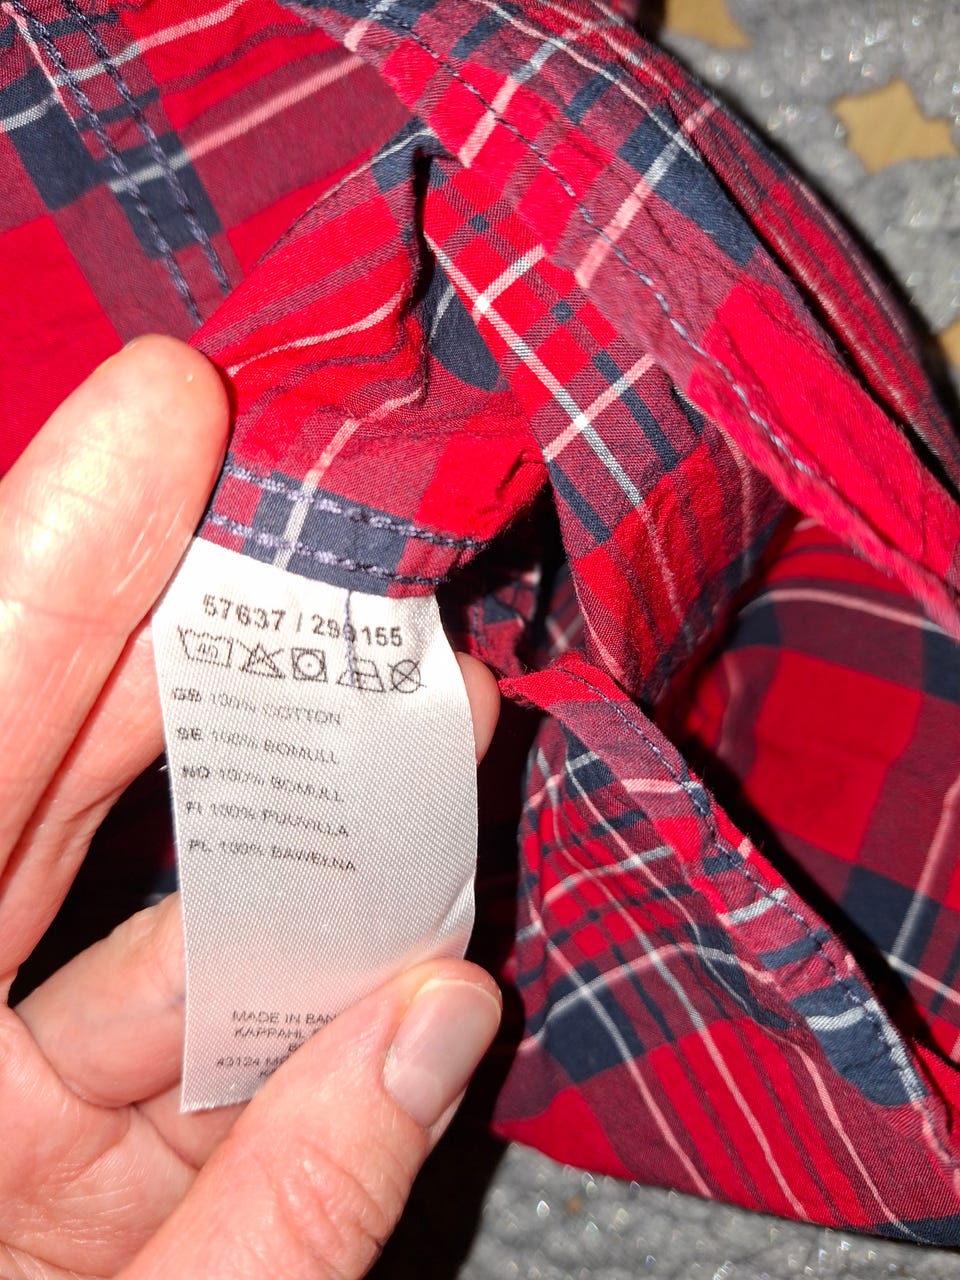 57637 / 299155
40
GB 100% COTTON
SE 100% BOMULL
NO 100% BOMULL
FI 100% PUUVILLA
PL 100% BAWEŁNA
MADE IN
KAPPAHL
43124